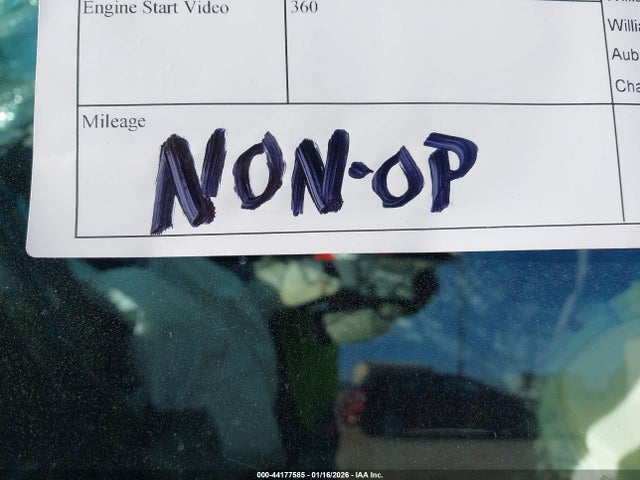 Engine Start Video
360
Mileage
NON-OP
000-44177585 - 01/16/2026 - IAA Inc.